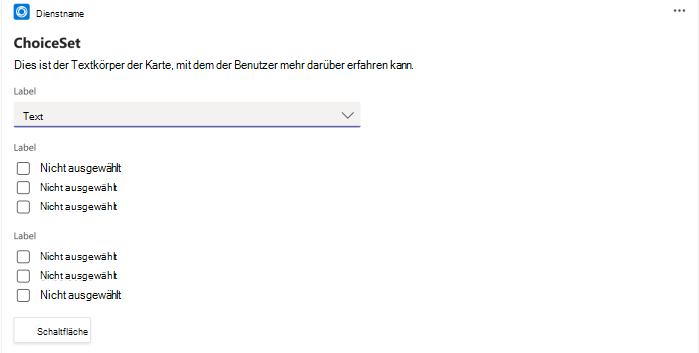 Dienstname
ChoiceSet
Dies ist der Textkörper der Karte, mit dem der Benutzer mehr darüber erfahren kann.
Label
Text
Label
Nicht ausgewählt
Nicht ausgewählt
Nicht ausgewählt
Label
Nicht ausgewählt
Nicht ausgewählt
Nicht ausgewählt
Schaltfläche